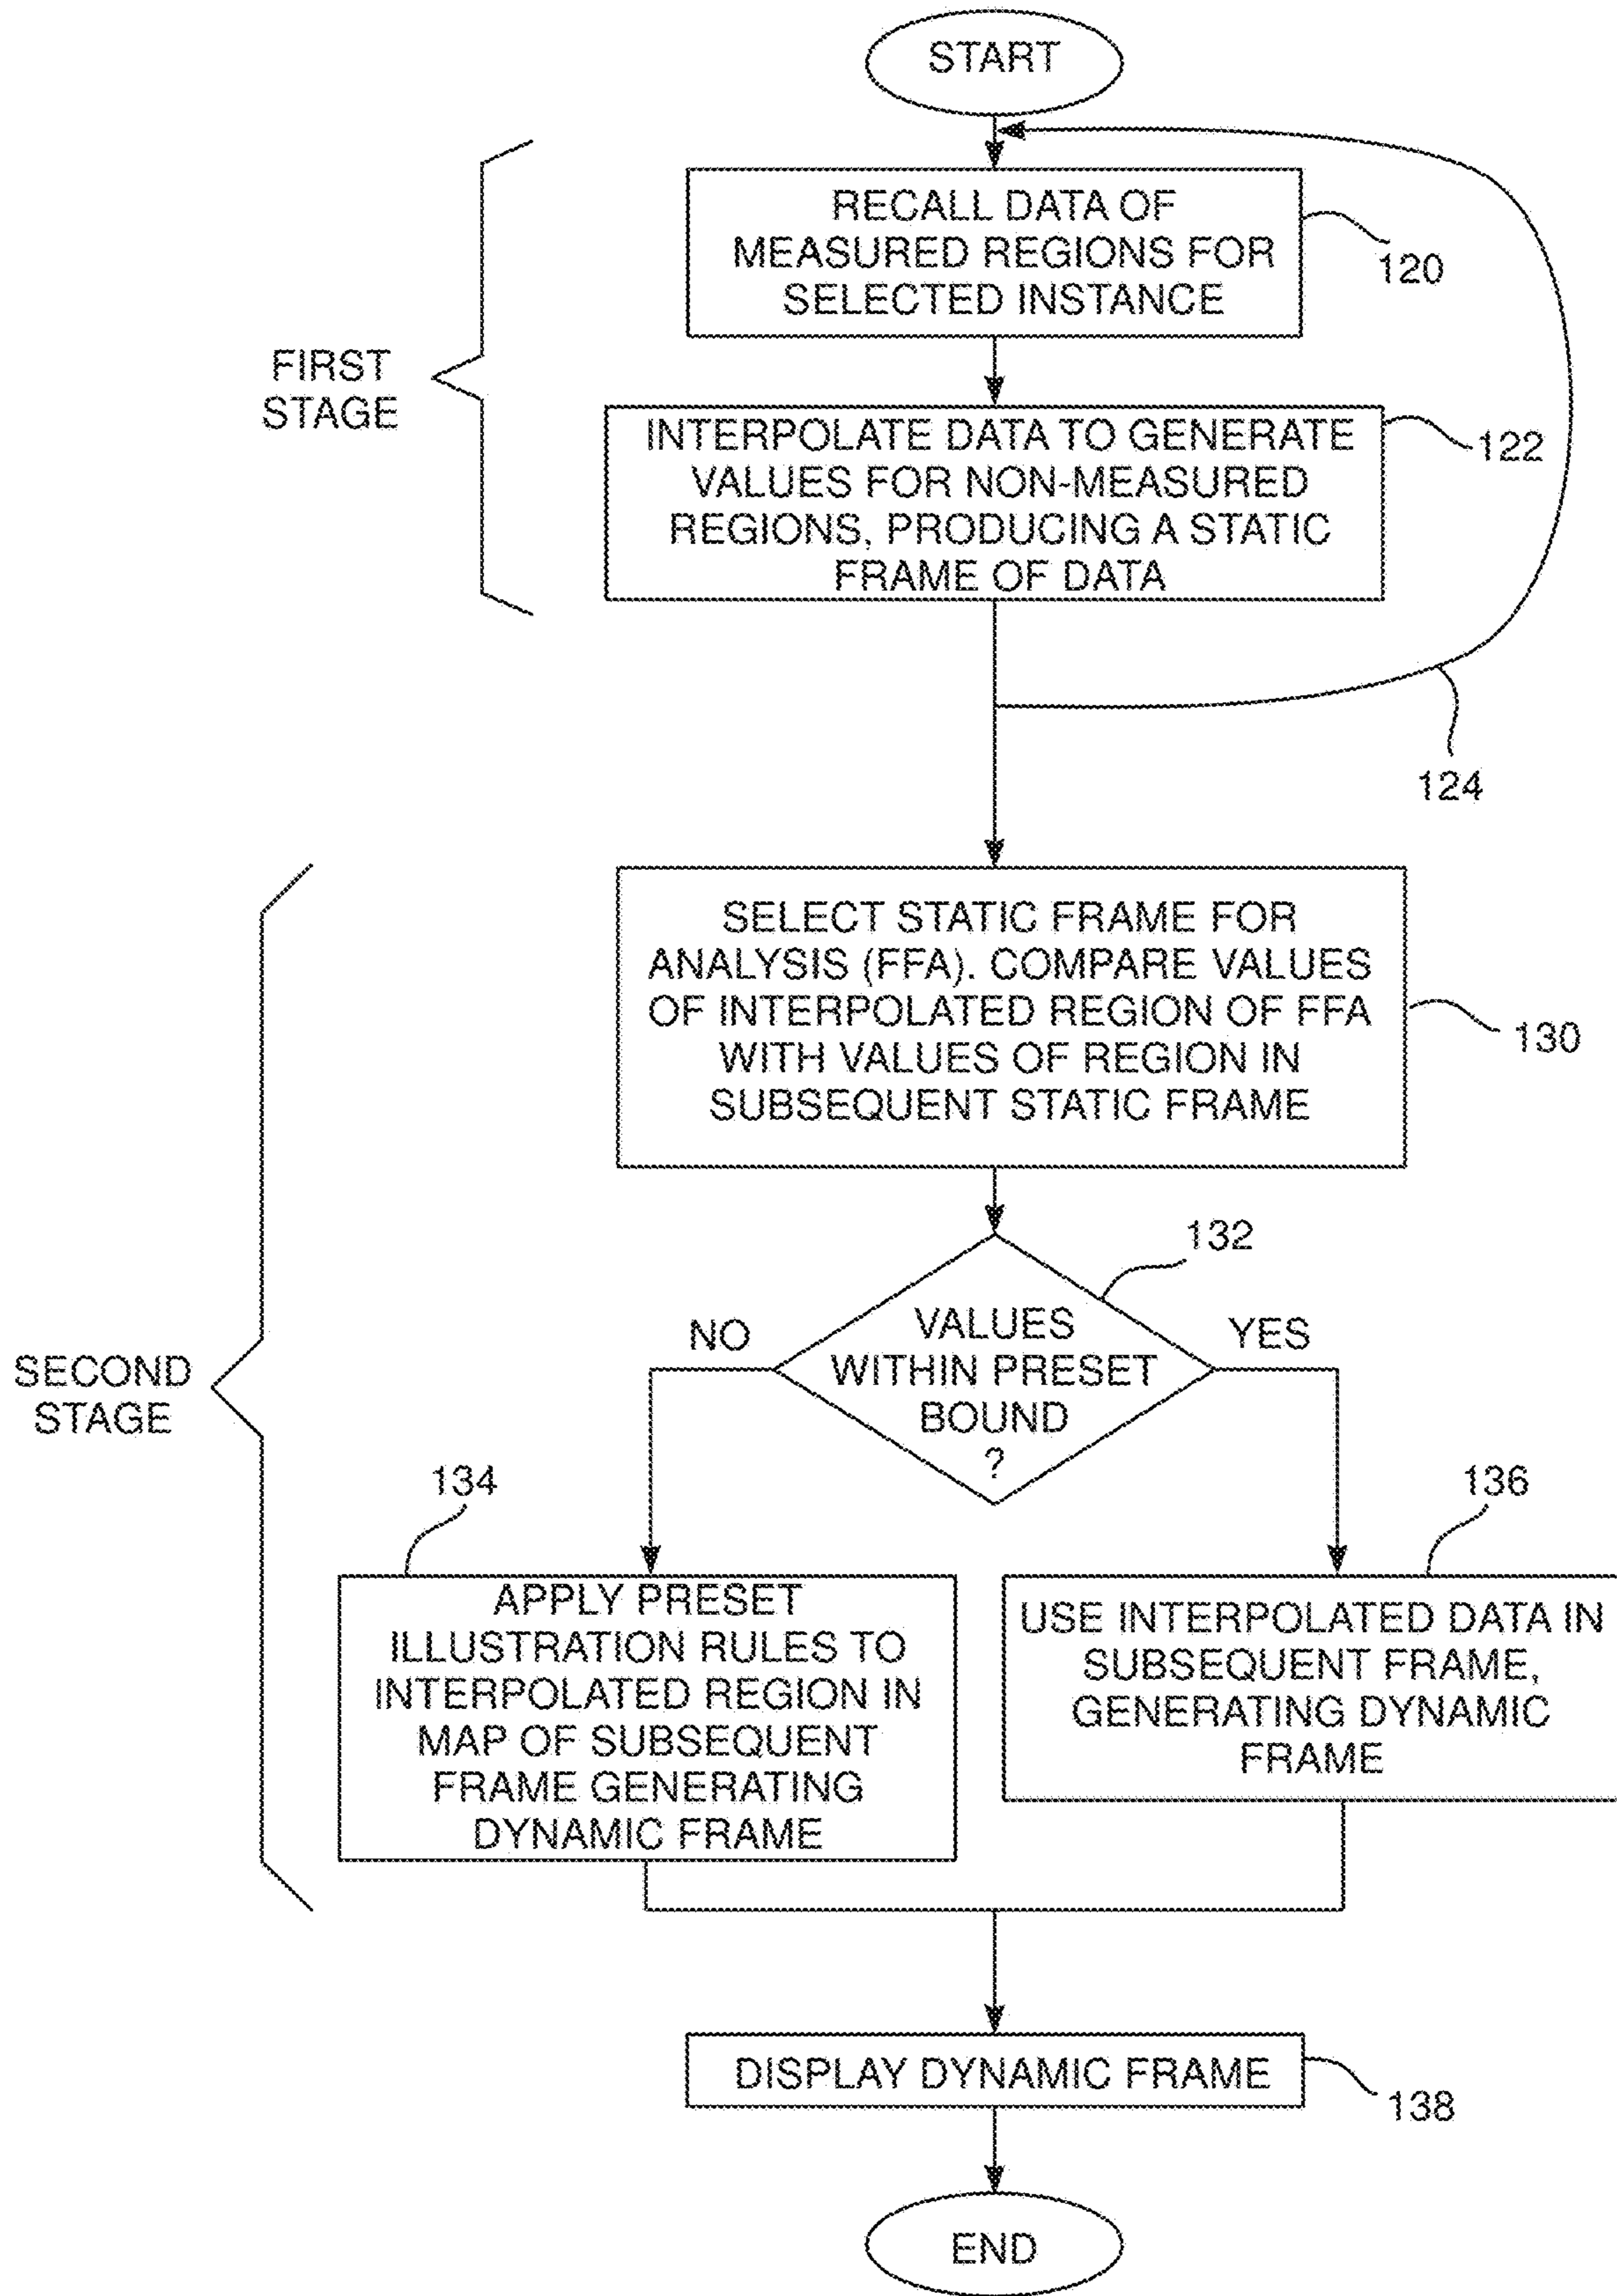 START
RECALL DATA OF
MEASURED REGIONS FOR
SELECTED INSTANCE
120
FIRST
STAGE
INTERPOLATE DATA TO GENERATE
VALUES FOR NON-MEASURED
REGIONS, PRODUCING A STATIC
FRAME OF DATA
122
124
SELECT STATIC FRAME FOR
ANALYSIS (FFA). COMPARE VALUES
OF INTERPOLATED REGION OF FFA
WITH VALUES OF REGION IN
SUBSEQUENT STATIC FRAME
130
132
NO
VALUES
WITHIN PRESET
BOUND
?
YES
SECOND
STAGE
134
136
APPLY PRESET
ILLUSTRATION RULES TO
INTERPOLATED REGION IN
MAP OF SUBSEQUENT
FRAME GENERATING
DYNAMIC FRAME
USE INTERPOLATED DATA IN
SUBSEQUENT FRAME,
GENERATING DYNAMIC
FRAME
DISPLAY DYNAMIC FRAME
138
END